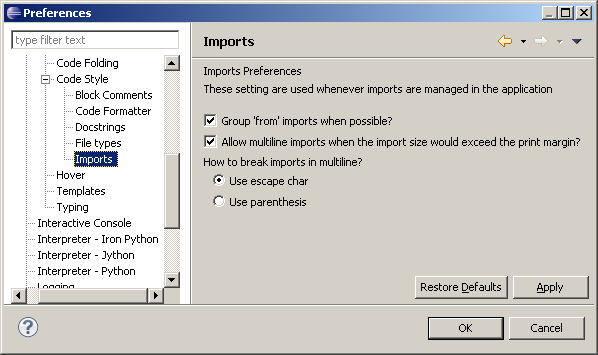 Preferences
type filter text
Code Folding
Code Style
Block Comments
Code Formatter
Docstrings
File types
Imports
Hover
Templates
Typing
Interactive Console
Interpreter - Iron Python
Interpreter - Jython
Interpreter - Python
Logging
Imports
Imports Preferences
These setting are used whenever imports are managed in the application
Group 'from' imports when possible?
Allow multiline imports when the import size would exceed the print margin?
How to break imports in multiline?
Use escape char
Use parenthesis
Restore Defaults
Apply
?
OK
Cancel